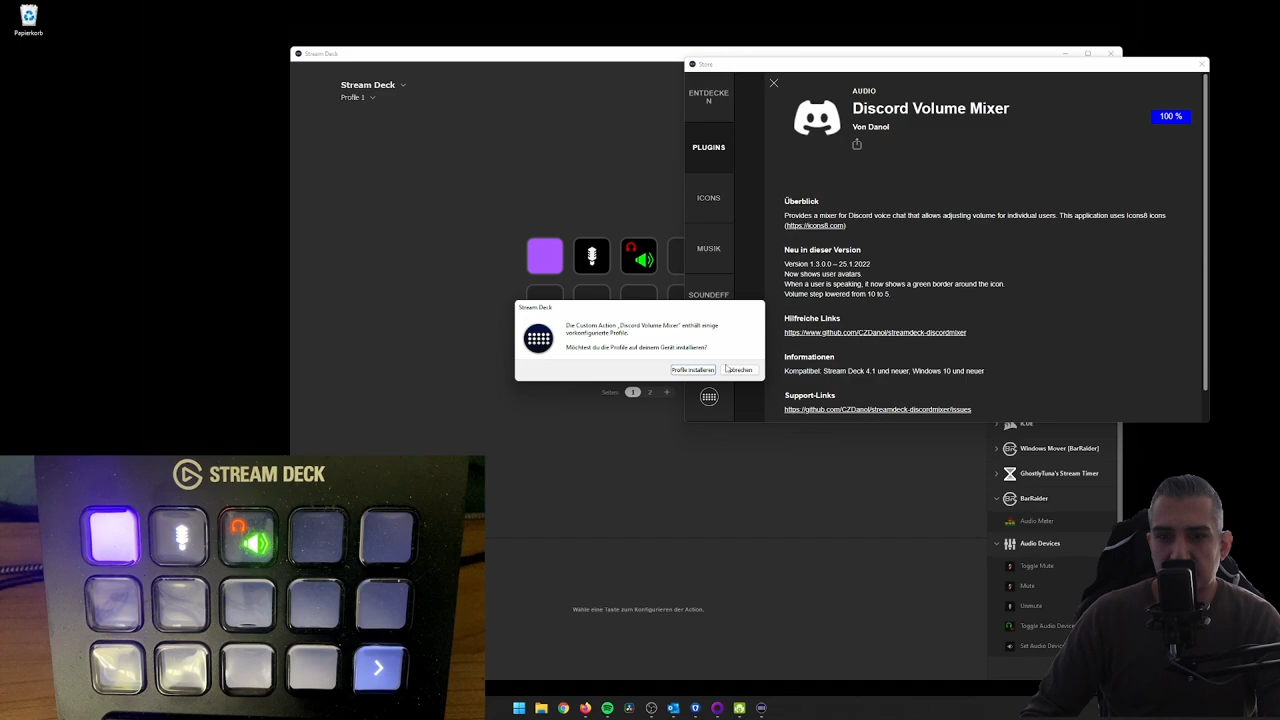 Papierkorb
Stream Deck
Stream Deck
Profile 1
Store
ENTDECKE
N
PLUGINS
ICONS
MUSIK
SOUNDEFF
AUDIO
Discord Volume Mixer
Von Danol
100 %
Überblick
Provides a mixer for Discord voice chat that allows adjusting volume for individual users. This application uses Icons8 icons
(https://icons8.com)
Neu in dieser Version
Version 1.3.0.0 – 25.1.2022
Now shows user avatars.
When a user is speaking, it now shows a green border around the icon.
Volume step lowered from 10 to 5.
Hilfreiche Links
https://www.github.com/CZDanol/streamdeck-discordmixer
Informationen
Kompatibel: Stream Deck 4.1 und neuer, Windows 10 und neuer
Support-Links
https://github.com/CZDanol/streamdeck-discordmixer/issues
Stream Deck
Die Custom Action „Discord Volume Mixer" enthält einige
vorkonfigurierte Profile.
Möchtest du die Profile auf deinem Gerät installieren?
Profile installieren
Abbrechen
Seiten:
1
2
+
iCUE
Windows Mover [BarRaider]
GhostlyTuna's Stream Timer
BR BarRaider
Audio Meter
Audio Devices
Toggle Mute
Mute
Unmute
Toggle Audio Device
Set Audio Device
Wähle eine Taste zum Konfigurieren der Action.
STREAM DECK